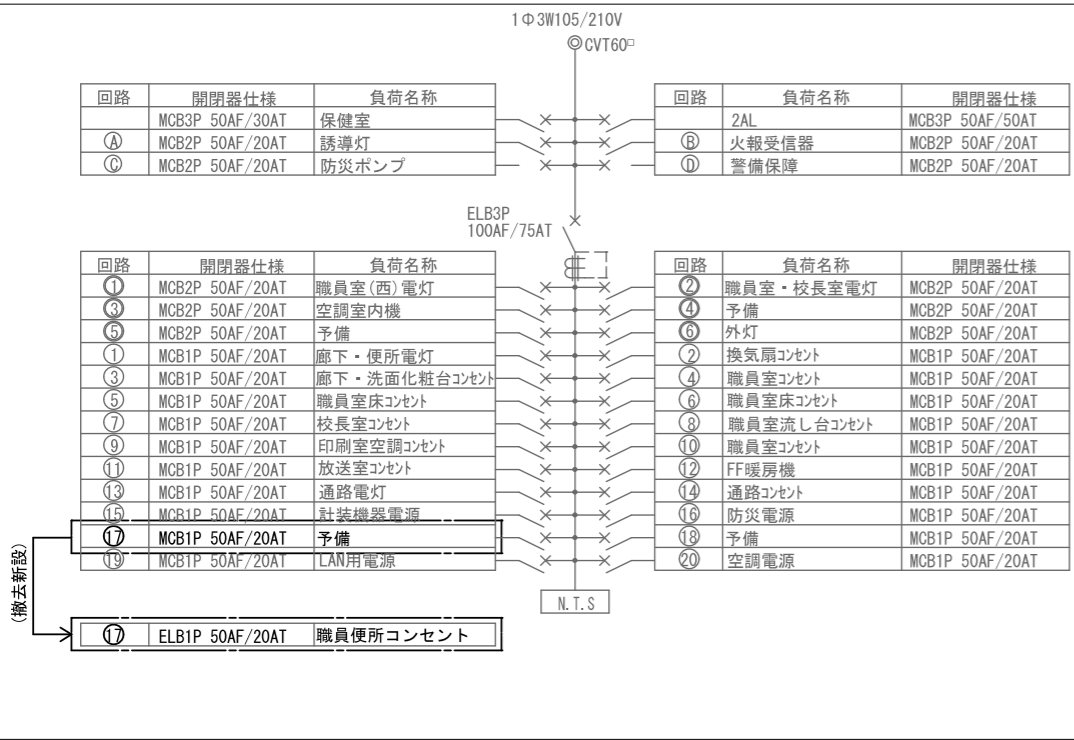 1Φ3W105/210V
◎CVT60□
回路 開閉器仕様 負荷名称
MCB3P 50AF/30AT 保健室
Ⓐ MCB2P 50AF/20AT 誘導灯
Ⓒ MCB2P 50AF/20AT 防災ポンプ
回路 負荷名称 開閉器仕様
2AL MCB3P 50AF/50AT
Ⓑ 火報受信器 MCB2P 50AF/20AT
Ⓓ 警備保障 MCB2P 50AF/20AT
ELB3P
100AF/75AT
回路 開閉器仕様 負荷名称
① MCB2P 50AF/20AT 職員室(西)電灯
③ MCB2P 50AF/20AT 空調室内機
⑤ MCB2P 50AF/20AT 予備
① MCB1P 50AF/20AT 廊下・便所電灯
③ MCB1P 50AF/20AT 廊下・洗面化粧台コンセント
⑤ MCB1P 50AF/20AT 職員室床コンセント
⑦ MCB1P 50AF/20AT 校長室コンセント
⑨ MCB1P 50AF/20AT 印刷室空調コンセント
⑪ MCB1P 50AF/20AT 放送室コンセント
⑬ MCB1P 50AF/20AT 通路電灯
⑮ MCB1P 50AF/20AT 計装機器電源
⑰ MCB1P 50AF/20AT 予備
⑲ MCB1P 50AF/20AT LAN用電源
回路 負荷名称 開閉器仕様
② 職員室・校長室電灯 MCB2P 50AF/20AT
④ 予備 MCB2P 50AF/20AT
⑥ 外灯 MCB2P 50AF/20AT
② 換気扇コンセント MCB1P 50AF/20AT
④ 職員室コンセント MCB1P 50AF/20AT
⑥ 職員室床コンセント MCB1P 50AF/20AT
⑧ 職員室流し台コンセント MCB1P 50AF/20AT
⑩ 職員室コンセント MCB1P 50AF/20AT
⑫ FF暖房機 MCB1P 50AF/20AT
⑭ 通路コンセント MCB1P 50AF/20AT
⑯ 防災電源 MCB1P 50AF/20AT
⑱ 予備 MCB1P 50AF/20AT
⑳ 空調電源 MCB1P 50AF/20AT
N.T.S
(撤去新設)
⑰ ELB1P 50AF/20AT 職員便所コンセント